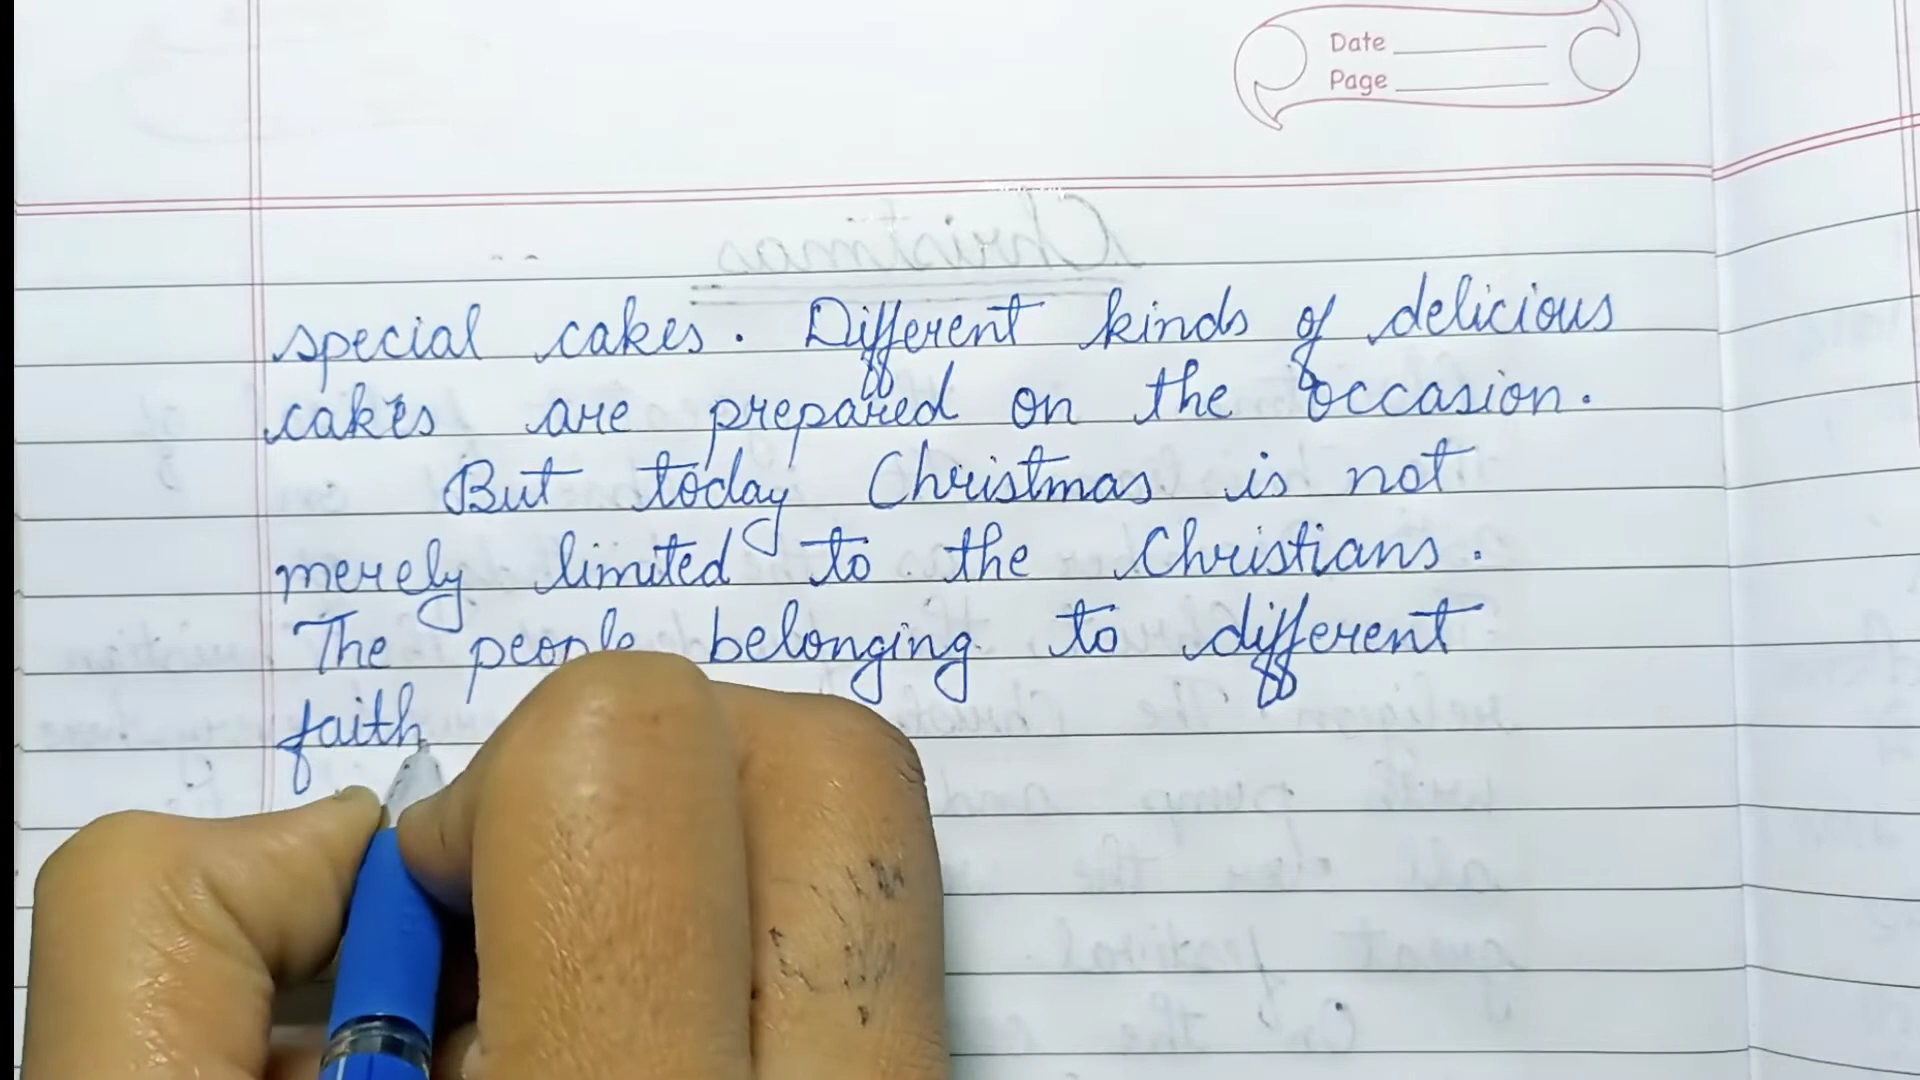 Date
Page
Christmas
special cakes. Different kinds of delicious
cakes are prepared on the occasion.
But today Christmas is not
merely limited to the Christians.
The people belonging to different
faith